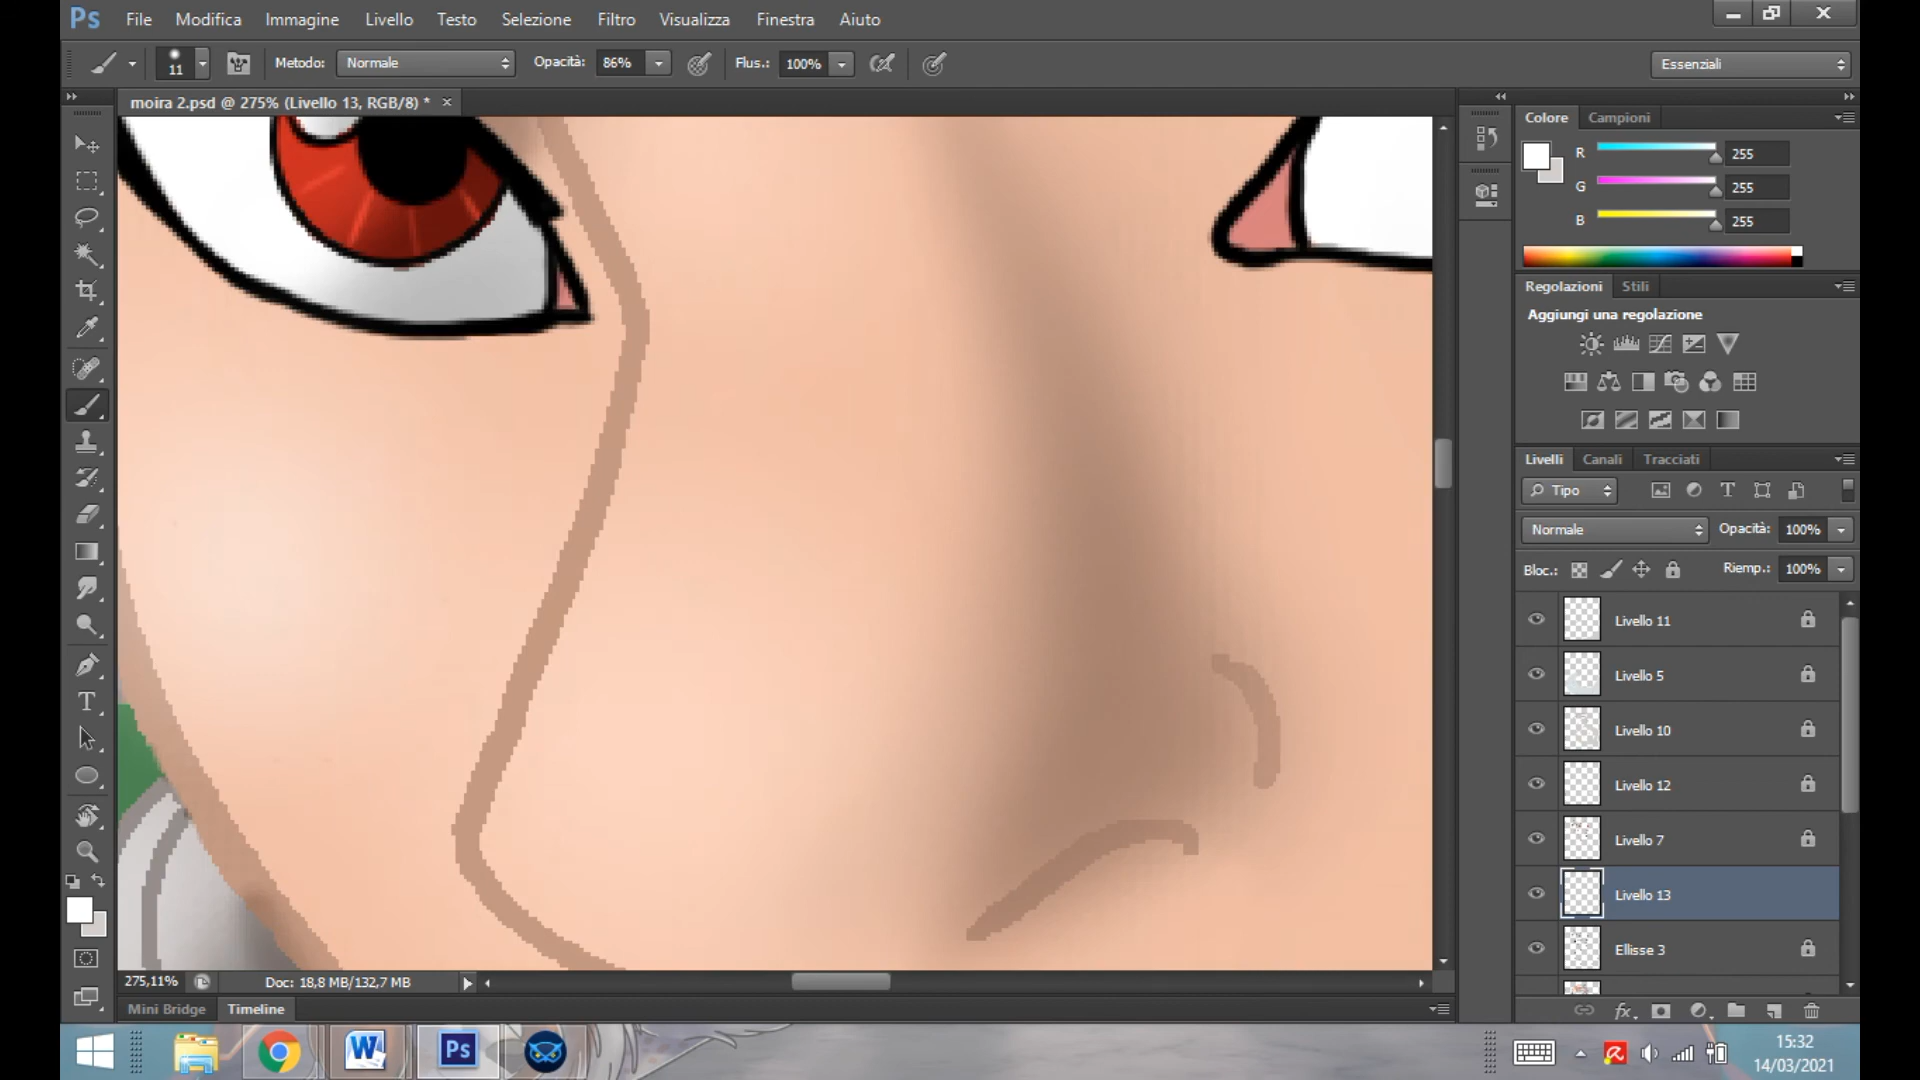 Ps File Modifica Immagine Livello Testo Selezione Filtro Visualizza Finestra Aiuto
11 Metodo: Normale Opacità: 86% Flus.: 100% Essenziali
moira 2.psd @ 275% (Livello 13, RGB/8) * ×
Colore Campioni
R 255
G 255
B 255
Regolazioni Stili
Aggiungi una regolazione
Livelli Canali Tracciati
Tipo
Normale Opacità: 100%
Bloc.: Riemp.: 100%
Livello 11
Livello 5
Livello 10
Livello 12
Livello 7
Livello 13
Ellisse 3
275,11% Doc: 18,8 MB/132,7 MB
Mini Bridge Timeline
fx
W Ps
15:32
14/03/2021